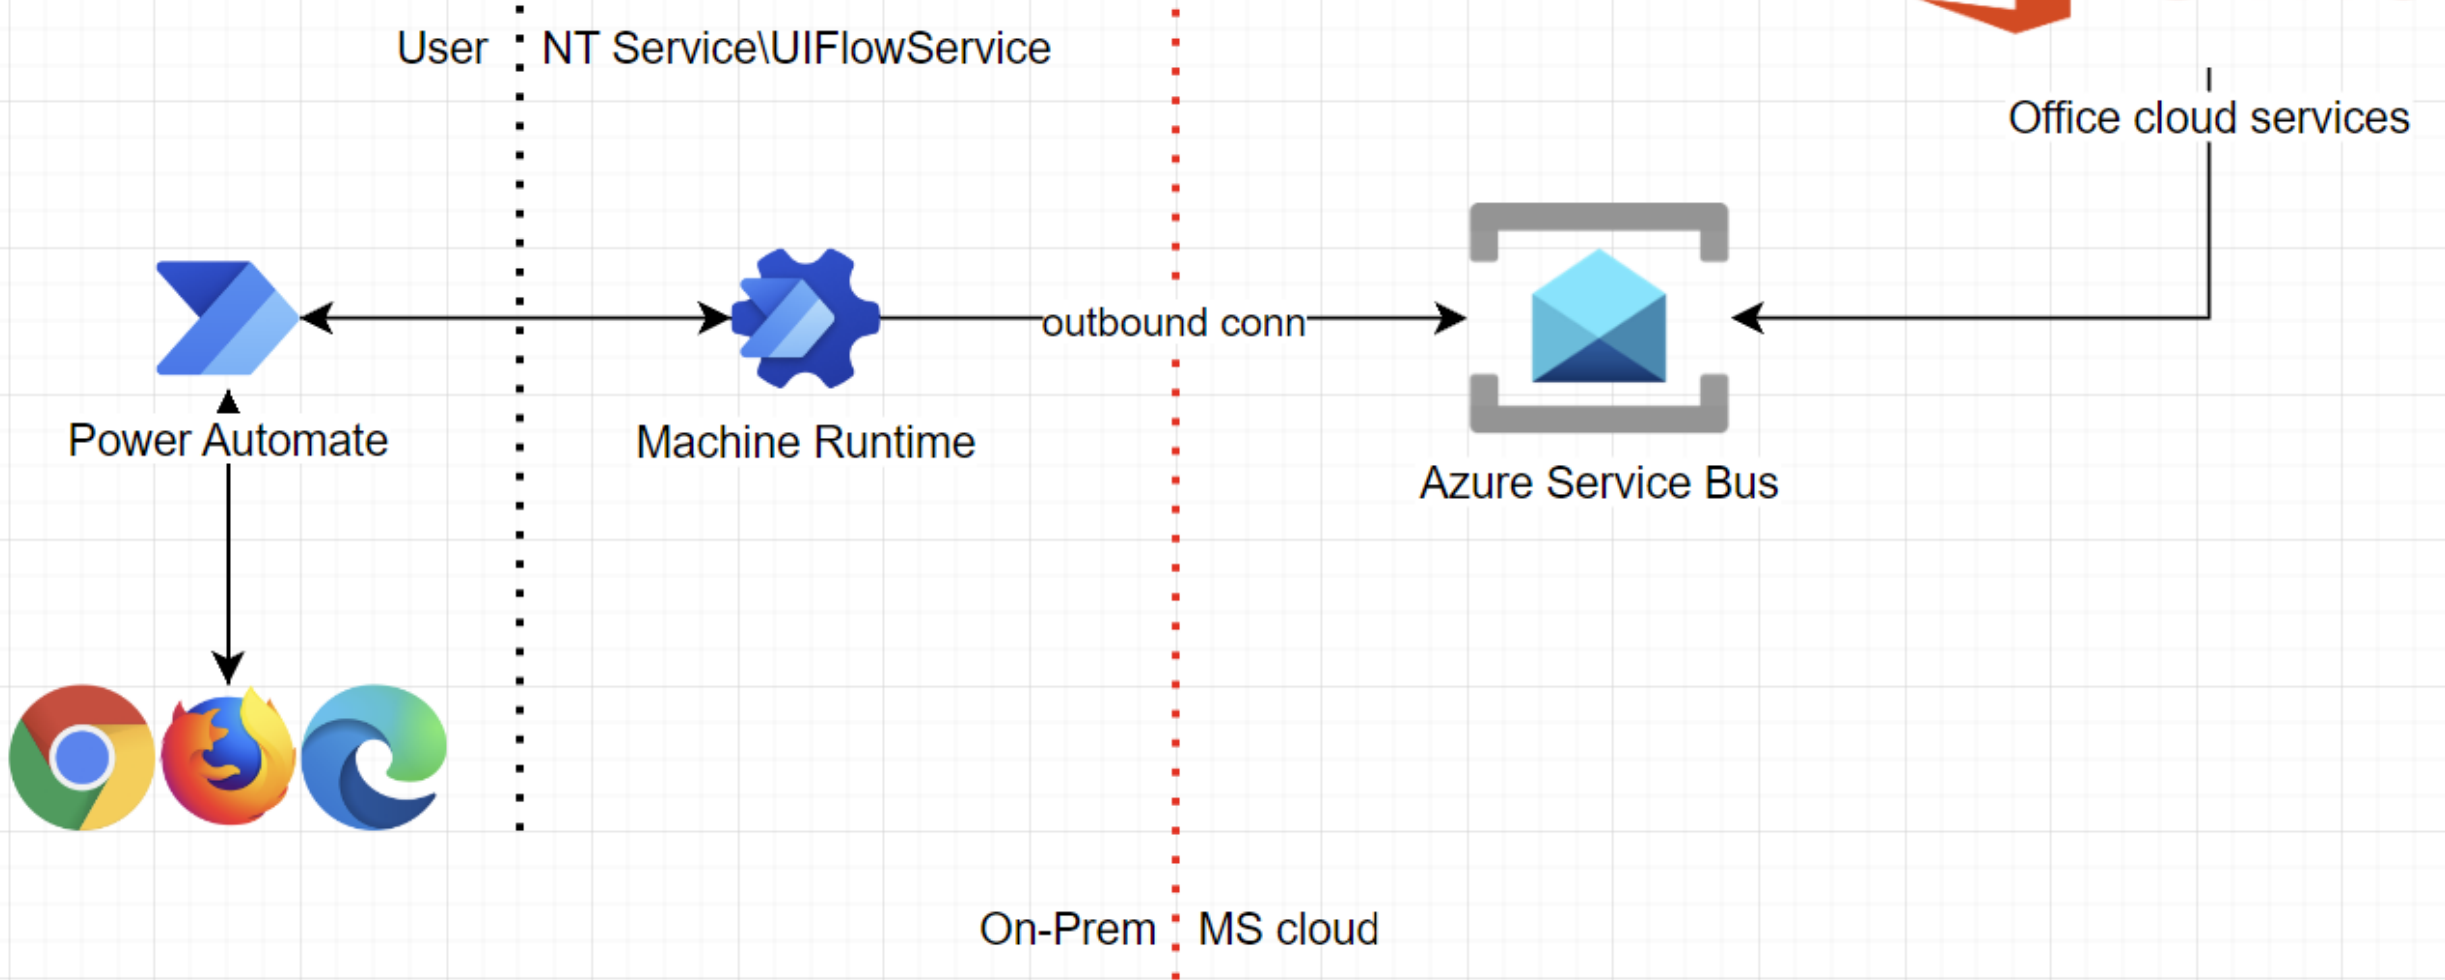 User
NT Service\UIFlowService
Office cloud services
outbound conn
Power Automate
Machine Runtime
Azure Service Bus
On-Prem
MS cloud